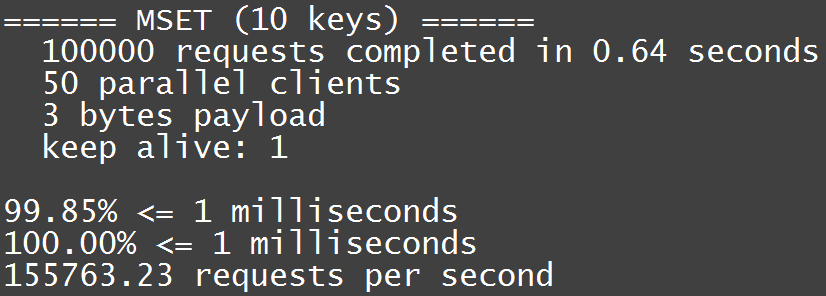 ====== MSET (10 keys) ======
100000 requests completed in 0.64 seconds
50 parallel clients
3 bytes payload
keep alive: 1
99.85% <= 1 milliseconds
100.00% <= 1 milliseconds
155763.23 requests per second